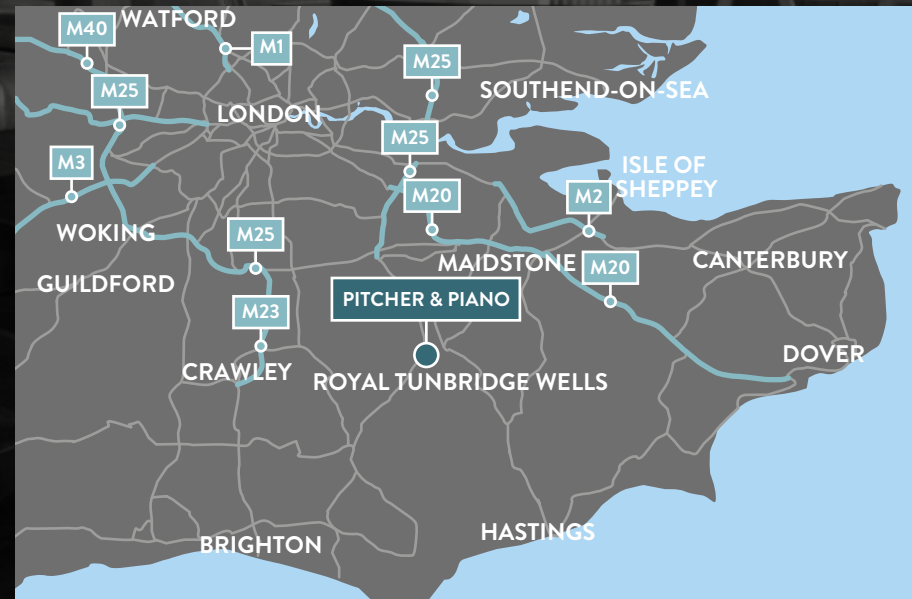 WATFORD
M40
M1
M25
M25
SOUTHEND-ON-SEA
LONDON
M25
M3
ISLE OF
SHEPPEY
M20
M2
WOKING
M25
MAIDSTONE
M20
CANTERBURY
GUILDFORD
PITCHER & PIANO
M23
DOVER
CRAWLEY
ROYAL TUNBRIDGE WELLS
HASTINGS
BRIGHTON